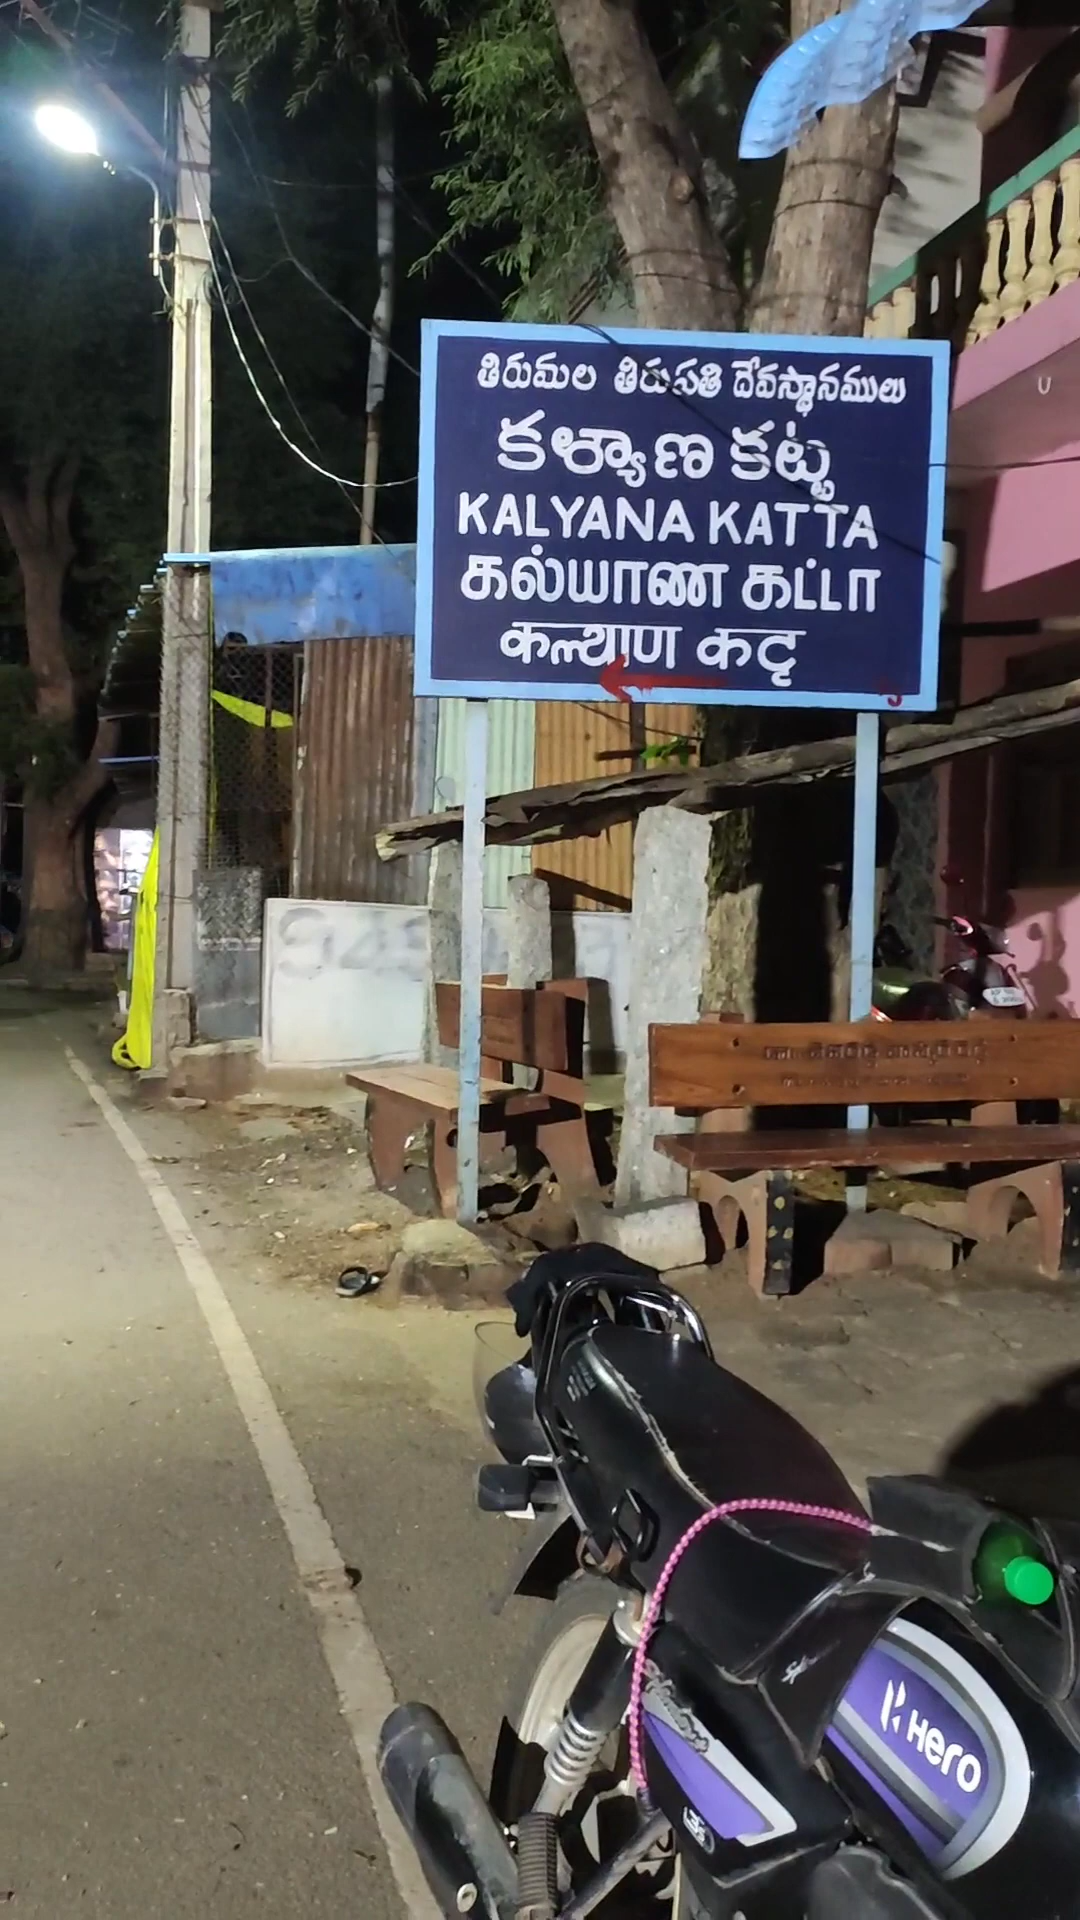 తిరుమల తిరుపతి దేవస్థానములు
కళ్యాణ కట్ట
KALYANA KATTA
கல்யாண கட்டா
कल्याण कट्ट
Hero